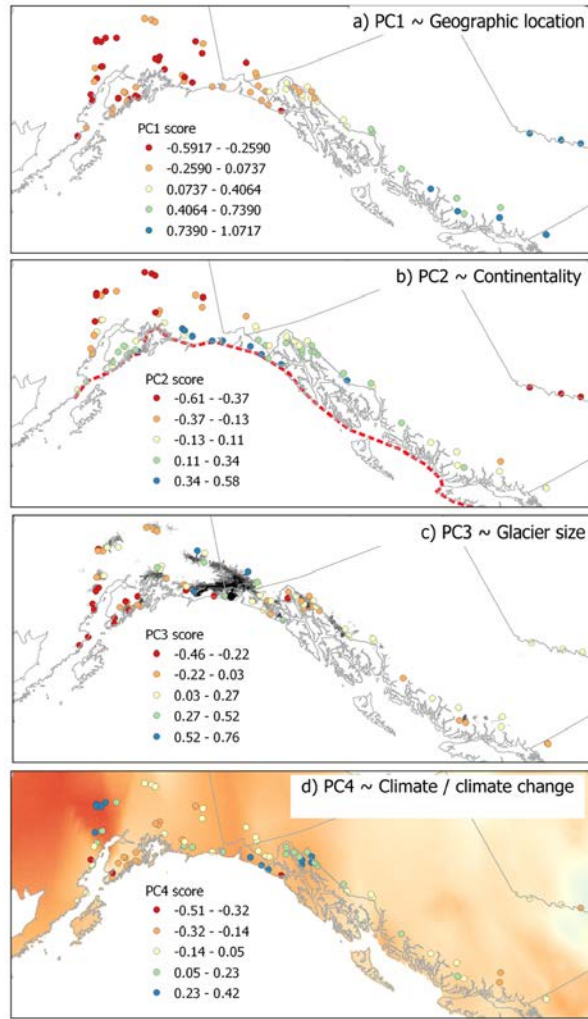 a) PC1 ~ Geographic location
PC1 score
-0.5917 - -0.2590
-0.2590 - 0.0737
0.0737 - 0.4064
0.4064 - 0.7390
0.7390 - 1.0717
b) PC2 ~ Continentality
PC2 score
-0.61 - -0.37
-0.37 - -0.13
-0.13 - 0.11
0.11 - 0.34
0.34 - 0.58
c) PC3 ~ Glacier size
PC3 score
-0.46 - -0.22
-0.22 - 0.03
0.03 - 0.27
0.27 - 0.52
0.52 - 0.76
d) PC4 ~ Climate / climate change
PC4 score
-0.51 - -0.32
-0.32 - -0.14
-0.14 - 0.05
0.05 - 0.23
0.23 - 0.42